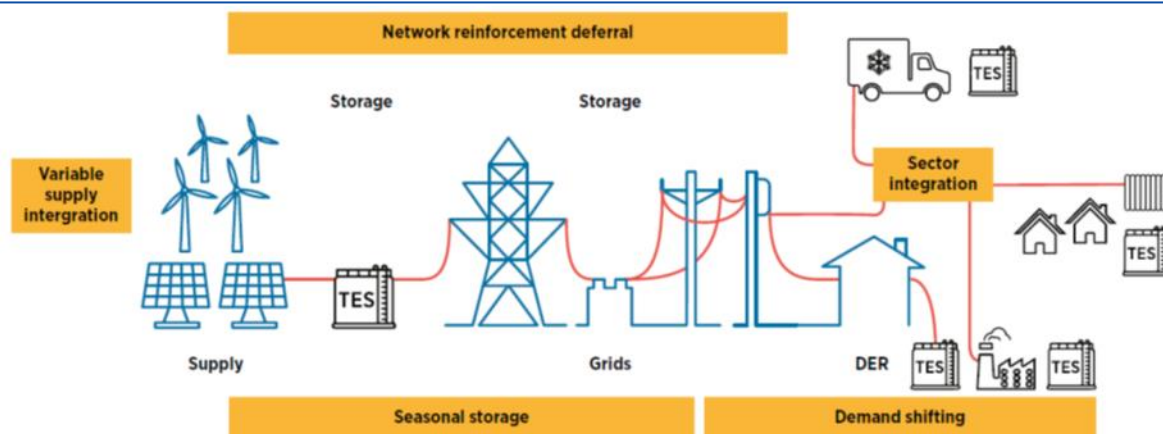 Network reinforcement deferral
TES
Storage
Storage
Variable
supply
intergration
Sector
integration
TES
TES
TES
TES
Supply
Grids
DER
Seasonal storage
Demand shifting